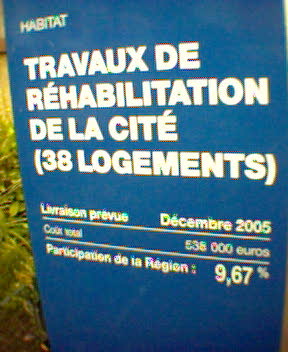 HABITAT
TRAVAUX DE
RÉHABILITATION
DE LA CITÉ
(38 LOGEMENTS)
Livraison prévue Décembre 2005
Coût total 538 000 euros
Participation de la Région : 9,67 %